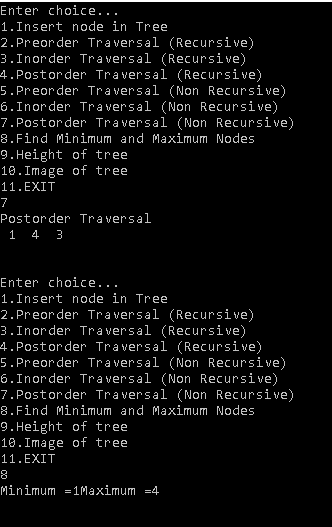 Enter choice...
1.Insert node in Tree
2.Preorder Traversal (Recursive)
3.Inorder Traversal (Recursive)
4.Postorder Traversal (Recursive)
5.Preorder Traversal (Non Recursive)
6.Inorder Traversal (Non Recursive)
7.Postorder Traversal (Non Recursive)
8.Find Minimum and Maximum Nodes
9.Height of tree
10.Image of tree
11.EXIT
7
Postorder Traversal
1 4 3
Enter choice...
1.Insert node in Tree
2.Preorder Traversal (Recursive)
3.Inorder Traversal (Recursive)
4.Postorder Traversal (Recursive)
5.Preorder Traversal (Non Recursive)
6.Inorder Traversal (Non Recursive)
7.Postorder Traversal (Non Recursive)
8.Find Minimum and Maximum Nodes
9.Height of tree
10.Image of tree
11.EXIT
8
Minimum =1Maximum =4